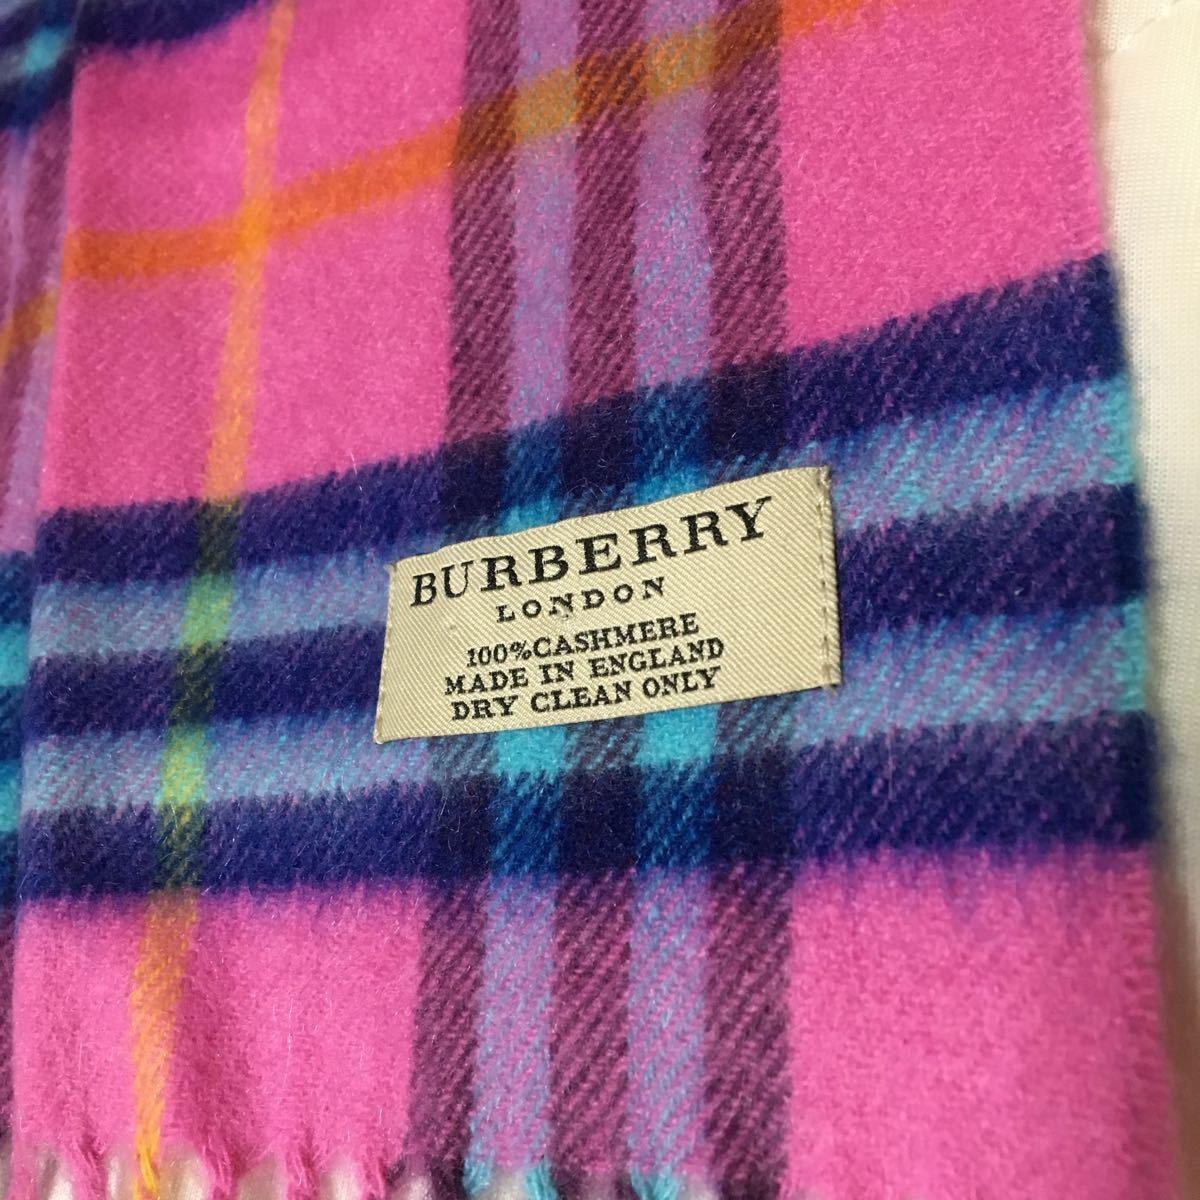 BURBERRY
LONDON
100%CASHMERE
MADE IN ENGLAND
DRY CLEAN ONLY